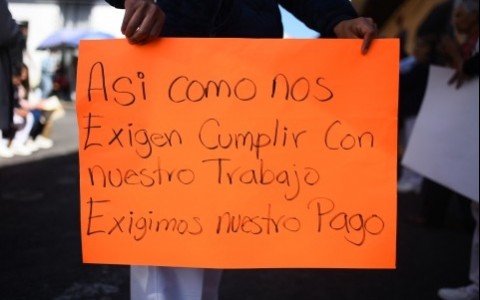 Asi como nos
Exigen Cumplir Con
nuestro Trabajo
Exigimos nuestro Pago